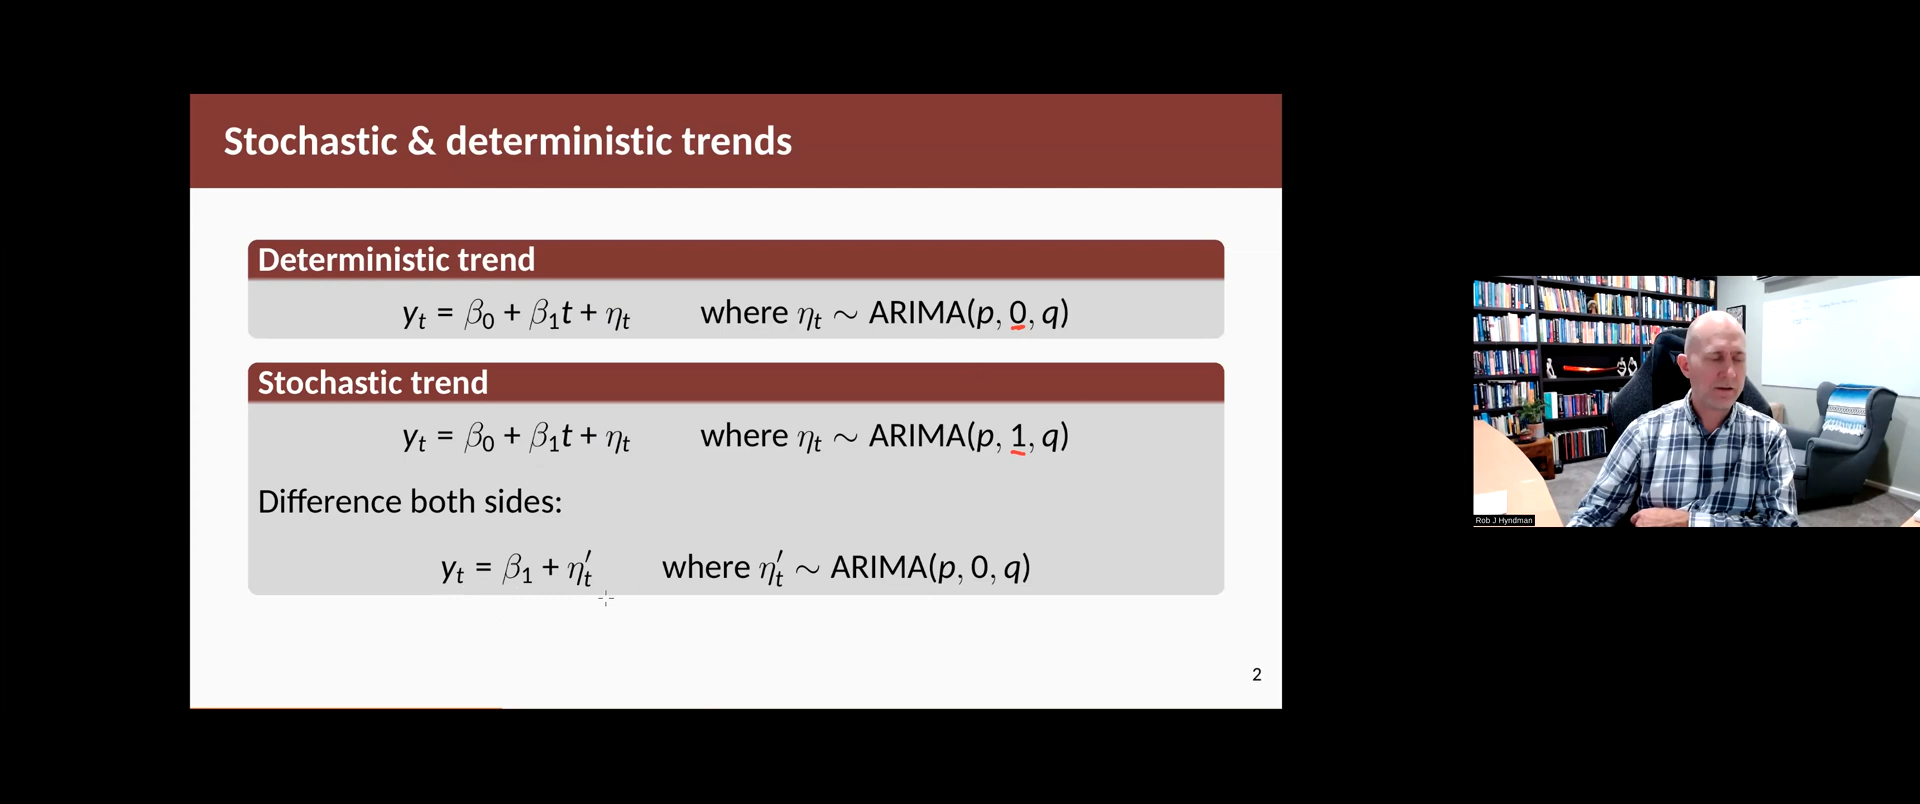 Stochastic & deterministic trends
Deterministic trend
yₜ = β₀ + β₁t + ηₜ where ηₜ ∼ ARIMA(p, 0, q)
Stochastic trend
yₜ = β₀ + β₁t + ηₜ where ηₜ ∼ ARIMA(p, 1, q)
Difference both sides:
yₜ = β₁ + η′ₜ where η′ₜ ∼ ARIMA(p, 0, q)
2
Rob J Hyndman